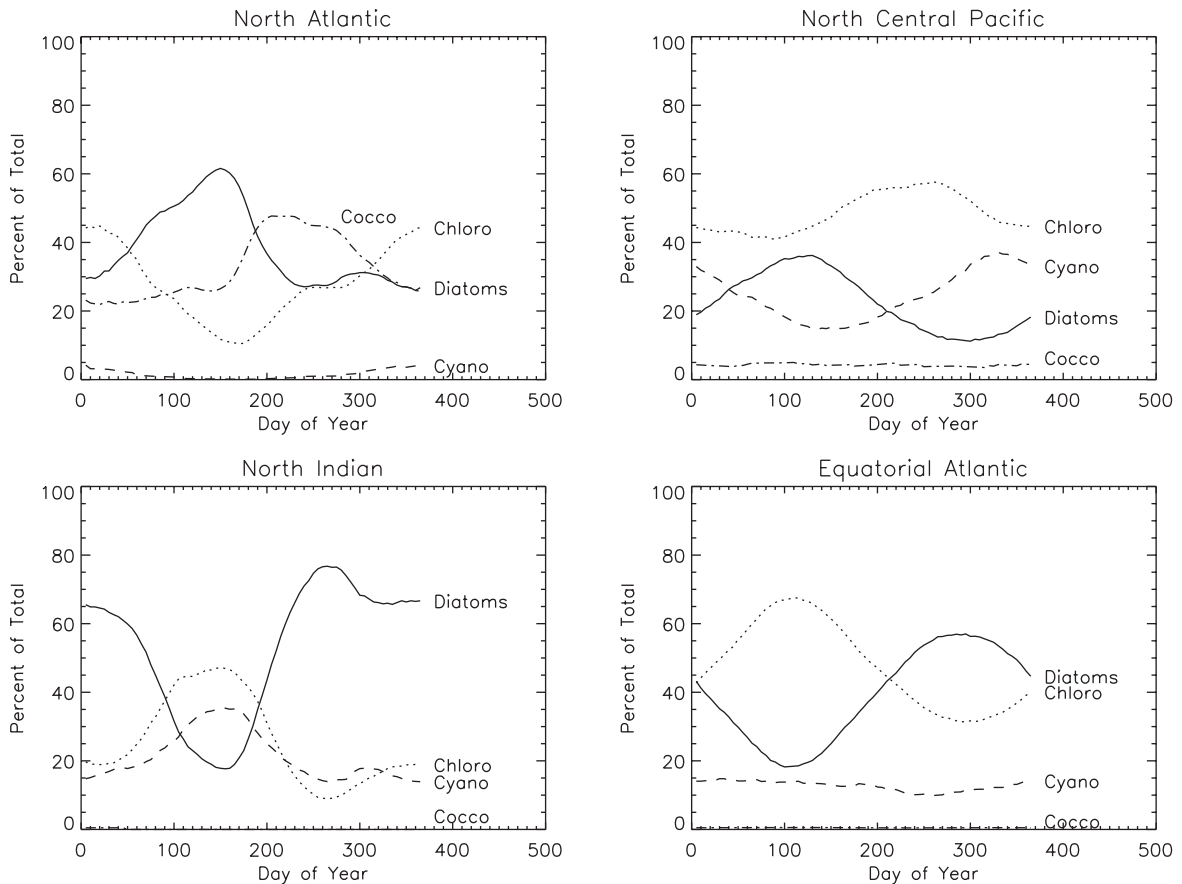 North Atlantic
100
80
60
40
20
0
Percent of Total
Cocco
Chloro
Diatoms
Cyano
0 100 200 300 400 500
Day of Year
North Central Pacific
100
80
60
40
20
0
Percent of Total
Chloro
Cyano
Diatoms
Cocco
0 100 200 300 400 500
Day of Year
North Indian
100
80
60
40
20
0
Percent of Total
Diatoms
Chloro
Cyano
Cocco
0 100 200 300 400 500
Day of Year
Equatorial Atlantic
100
80
60
40
20
0
Percent of Total
Diatoms
Chloro
Cyano
Cocco
0 100 200 300 400 500
Day of Year